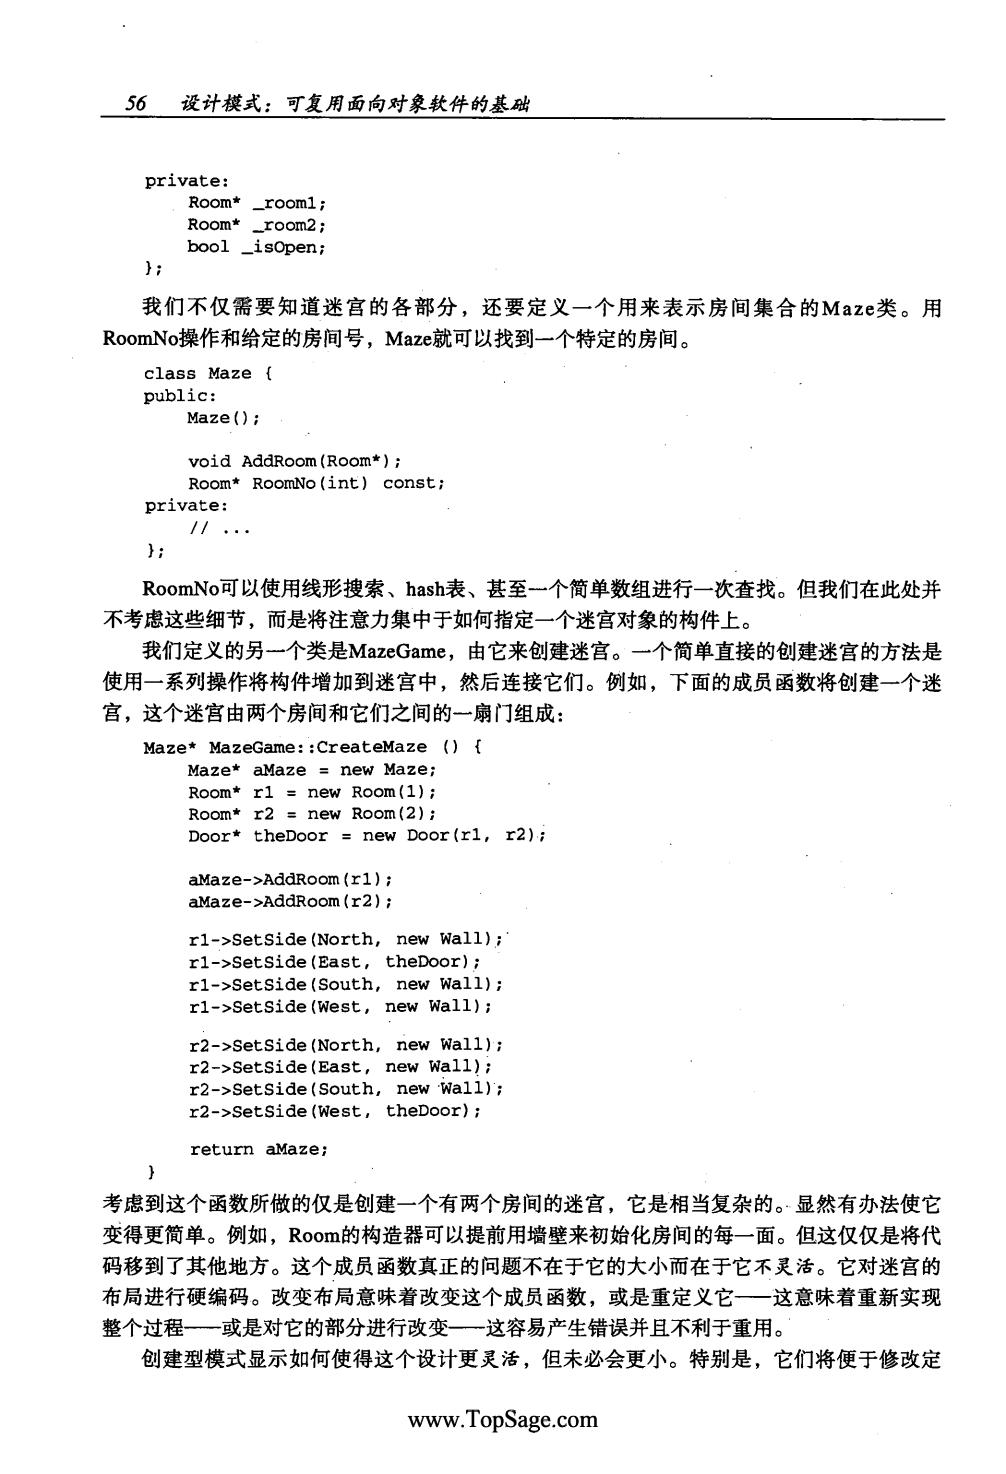 56 设计模式：可复用面向对象软件的基础
private:
Room* _room1;
Room* _room2;
bool _isOpen;
};
我们不仅需要知道迷宫的各部分，还要定义一个用来表示房间集合的Maze类。用
RoomNo操作和给定的房间号，Maze就可以找到一个特定的房间。
class Maze {
public:
Maze();
void AddRoom(Room*);
Room* RoomNo(int) const;
private:
// ...
};
RoomNo可以使用线形搜索、hash表、甚至一个简单数组进行一次查找。但我们在此处并
不考虑这些细节，而是将注意力集中于如何指定一个迷宫对象的构件上。
我们定义的另一个类是MazeGame，由它来创建迷宫。一个简单直接的创建迷宫的方法是
使用一系列操作将构件增加到迷宫中，然后连接它们。例如，下面的成员函数将创建一个迷
宫，这个迷宫由两个房间和它们之间的一扇门组成：
Maze* MazeGame::CreateMaze () {
Maze* aMaze = new Maze;
Room* r1 = new Room(1);
Room* r2 = new Room(2);
Door* theDoor = new Door(r1, r2);
aMaze->AddRoom(r1);
aMaze->AddRoom(r2);
r1->SetSide(North, new Wall);
r1->SetSide(East, theDoor);
r1->SetSide(South, new Wall);
r1->SetSide(West, new Wall);
r2->SetSide(North, new Wall);
r2->SetSide(East, new Wall);
r2->SetSide(South, new Wall);
r2->SetSide(West, theDoor);
return aMaze;
}
考虑到这个函数所做的仅是创建一个有两个房间的迷宫，它是相当复杂的。显然有办法使它
变得更简单。例如，Room的构造器可以提前用墙壁来初始化房间的每一面。但这仅仅是将代
码移到了其他地方。这个成员函数真正的问题不在于它的大小而在于它不灵活。它对迷宫的
布局进行硬编码。改变布局意味着改变这个成员函数，或是重定义它——这意味着重新实现
整个过程——或是对它的部分进行改变——这容易产生错误并且不利于重用。
创建型模式显示如何使得这个设计更灵活，但未必会更小。特别是，它们将便于修改定
www.TopSage.com